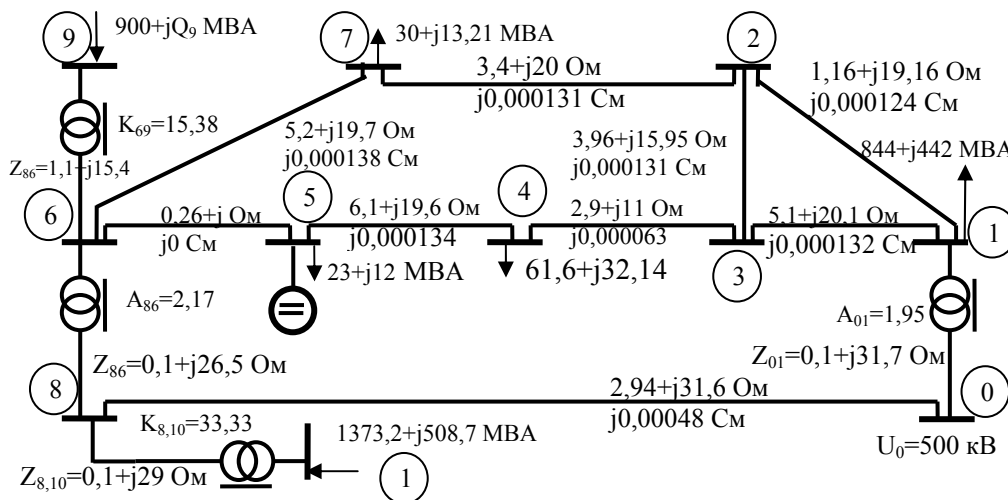 9
900+jQ₉ МВА
7
30+j13,21 МВА
2
3,4+j20 Ом
j0,000131 См
1,16+j19,16 Ом
j0,000124 См
K₆₉=15,38
5,2+j19,7 Ом
j0,000138 См
3,96+j15,95 Ом
j0,000131 См
844+j442 МВА
Z₈₆=1,1+j15,4
6
0,26+j Ом
j0 См
5
6,1+j19,6 Ом
j0,000134
4
2,9+j11 Ом
j0,000063
5,1+j20,1 Ом
j0,000132 См
1
23+j12 МВА
61,6+j32,14
3
A₈₆=2,17
A₀₁=1,95
Z₈₆=0,1+j26,5 Ом
Z₀₁=0,1+j31,7 Ом
8
2,94+j31,6 Ом
j0,00048 См
0
K₈,₁₀=33,33
1373,2+j508,7 МВА
U₀=500 кВ
Z₈,₁₀=0,1+j29 Ом
1